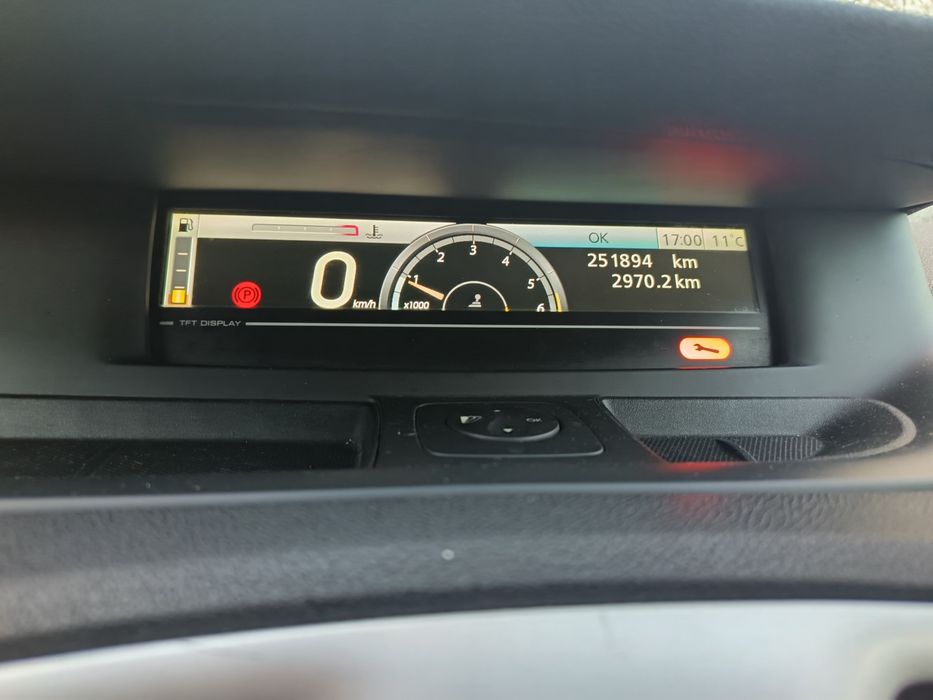 OK 17:00 11°C
0 km/h
P
1 2 3 4 5 6
x1000
251894 km
2970.2 km
TFT DISPLAY
OK